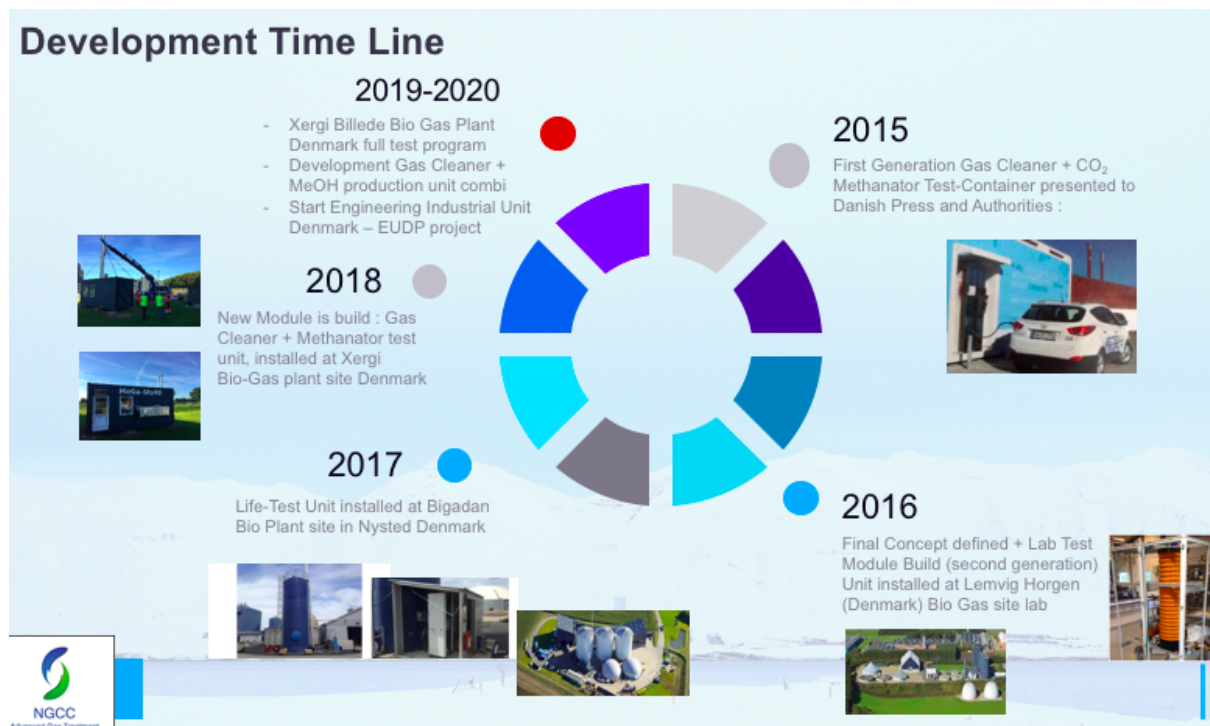 Development Time Line
2019-2020
- Xergi Billede Bio Gas Plant
Denmark full test program
- Development Gas Cleaner +
MeOH production unit combi
- Start Engineering Industrial Unit
Denmark – EUDP project
2015
First Generation Gas Cleaner + CO₂
Methanator Test-Container presented to
Danish Press and Authorities :
2018
New Module is build : Gas
Cleaner + Methanator test
unit, installed at Xergi
Bio-Gas plant site Denmark
2017
Life-Test Unit installed at Bigadan
Bio Plant site in Nysted Denmark
2016
Final Concept defined + Lab Test
Module Build (second generation)
Unit installed at Lemvig Horgen
(Denmark) Bio Gas site lab
NGCC
Advanced Gas Treatment